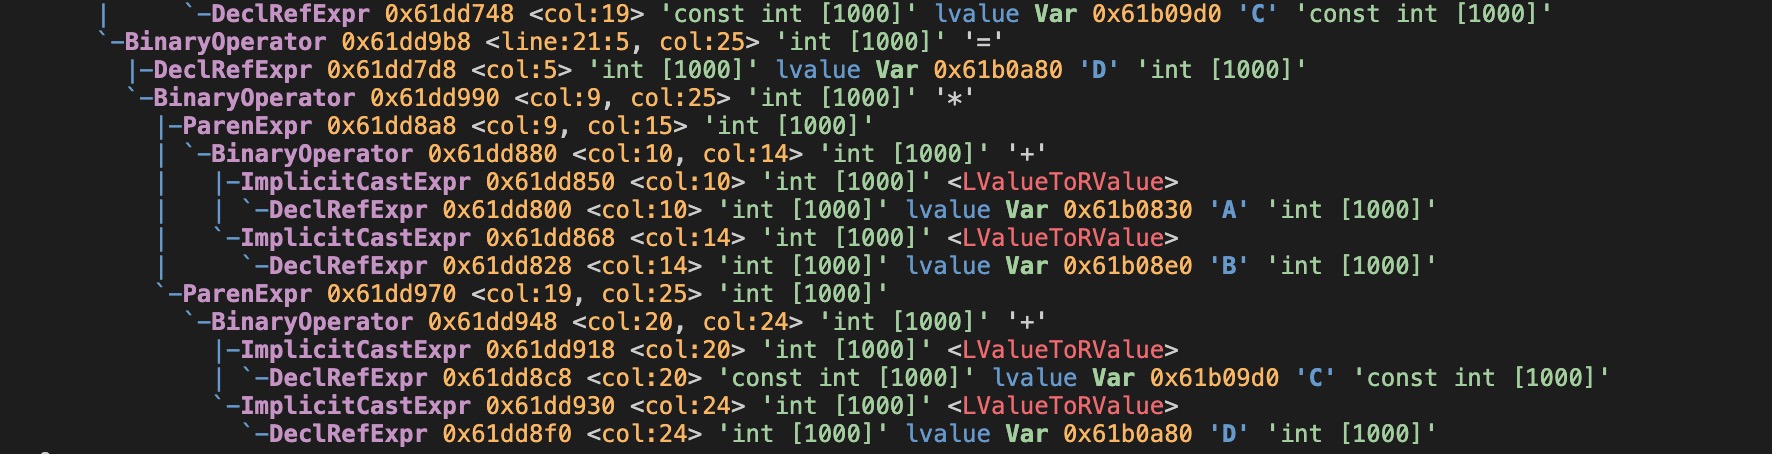 |     `-DeclRefExpr 0x61dd748 <col:19> 'const int [1000]' lvalue Var 0x61b09d0 'C' 'const int [1000]'
`-BinaryOperator 0x61dd9b8 <line:21:5, col:25> 'int [1000]' '='
  |-DeclRefExpr 0x61dd7d8 <col:5> 'int [1000]' lvalue Var 0x61b0a80 'D' 'int [1000]'
  `-BinaryOperator 0x61dd990 <col:9, col:25> 'int [1000]' '*'
    |-ParenExpr 0x61dd8a8 <col:9, col:15> 'int [1000]'
    | `-BinaryOperator 0x61dd880 <col:10, col:14> 'int [1000]' '+'
    |   |-ImplicitCastExpr 0x61dd850 <col:10> 'int [1000]' <LValueToRValue>
    |   | `-DeclRefExpr 0x61dd800 <col:10> 'int [1000]' lvalue Var 0x61b0830 'A' 'int [1000]'
    |   `-ImplicitCastExpr 0x61dd868 <col:14> 'int [1000]' <LValueToRValue>
    |     `-DeclRefExpr 0x61dd828 <col:14> 'int [1000]' lvalue Var 0x61b08e0 'B' 'int [1000]'
    `-ParenExpr 0x61dd970 <col:19, col:25> 'int [1000]'
      `-BinaryOperator 0x61dd948 <col:20, col:24> 'int [1000]' '+'
        |-ImplicitCastExpr 0x61dd918 <col:20> 'int [1000]' <LValueToRValue>
        | `-DeclRefExpr 0x61dd8c8 <col:20> 'const int [1000]' lvalue Var 0x61b09d0 'C' 'const int [1000]'
        `-ImplicitCastExpr 0x61dd930 <col:24> 'int [1000]' <LValueToRValue>
          `-DeclRefExpr 0x61dd8f0 <col:24> 'int [1000]' lvalue Var 0x61b0a80 'D' 'int [1000]'